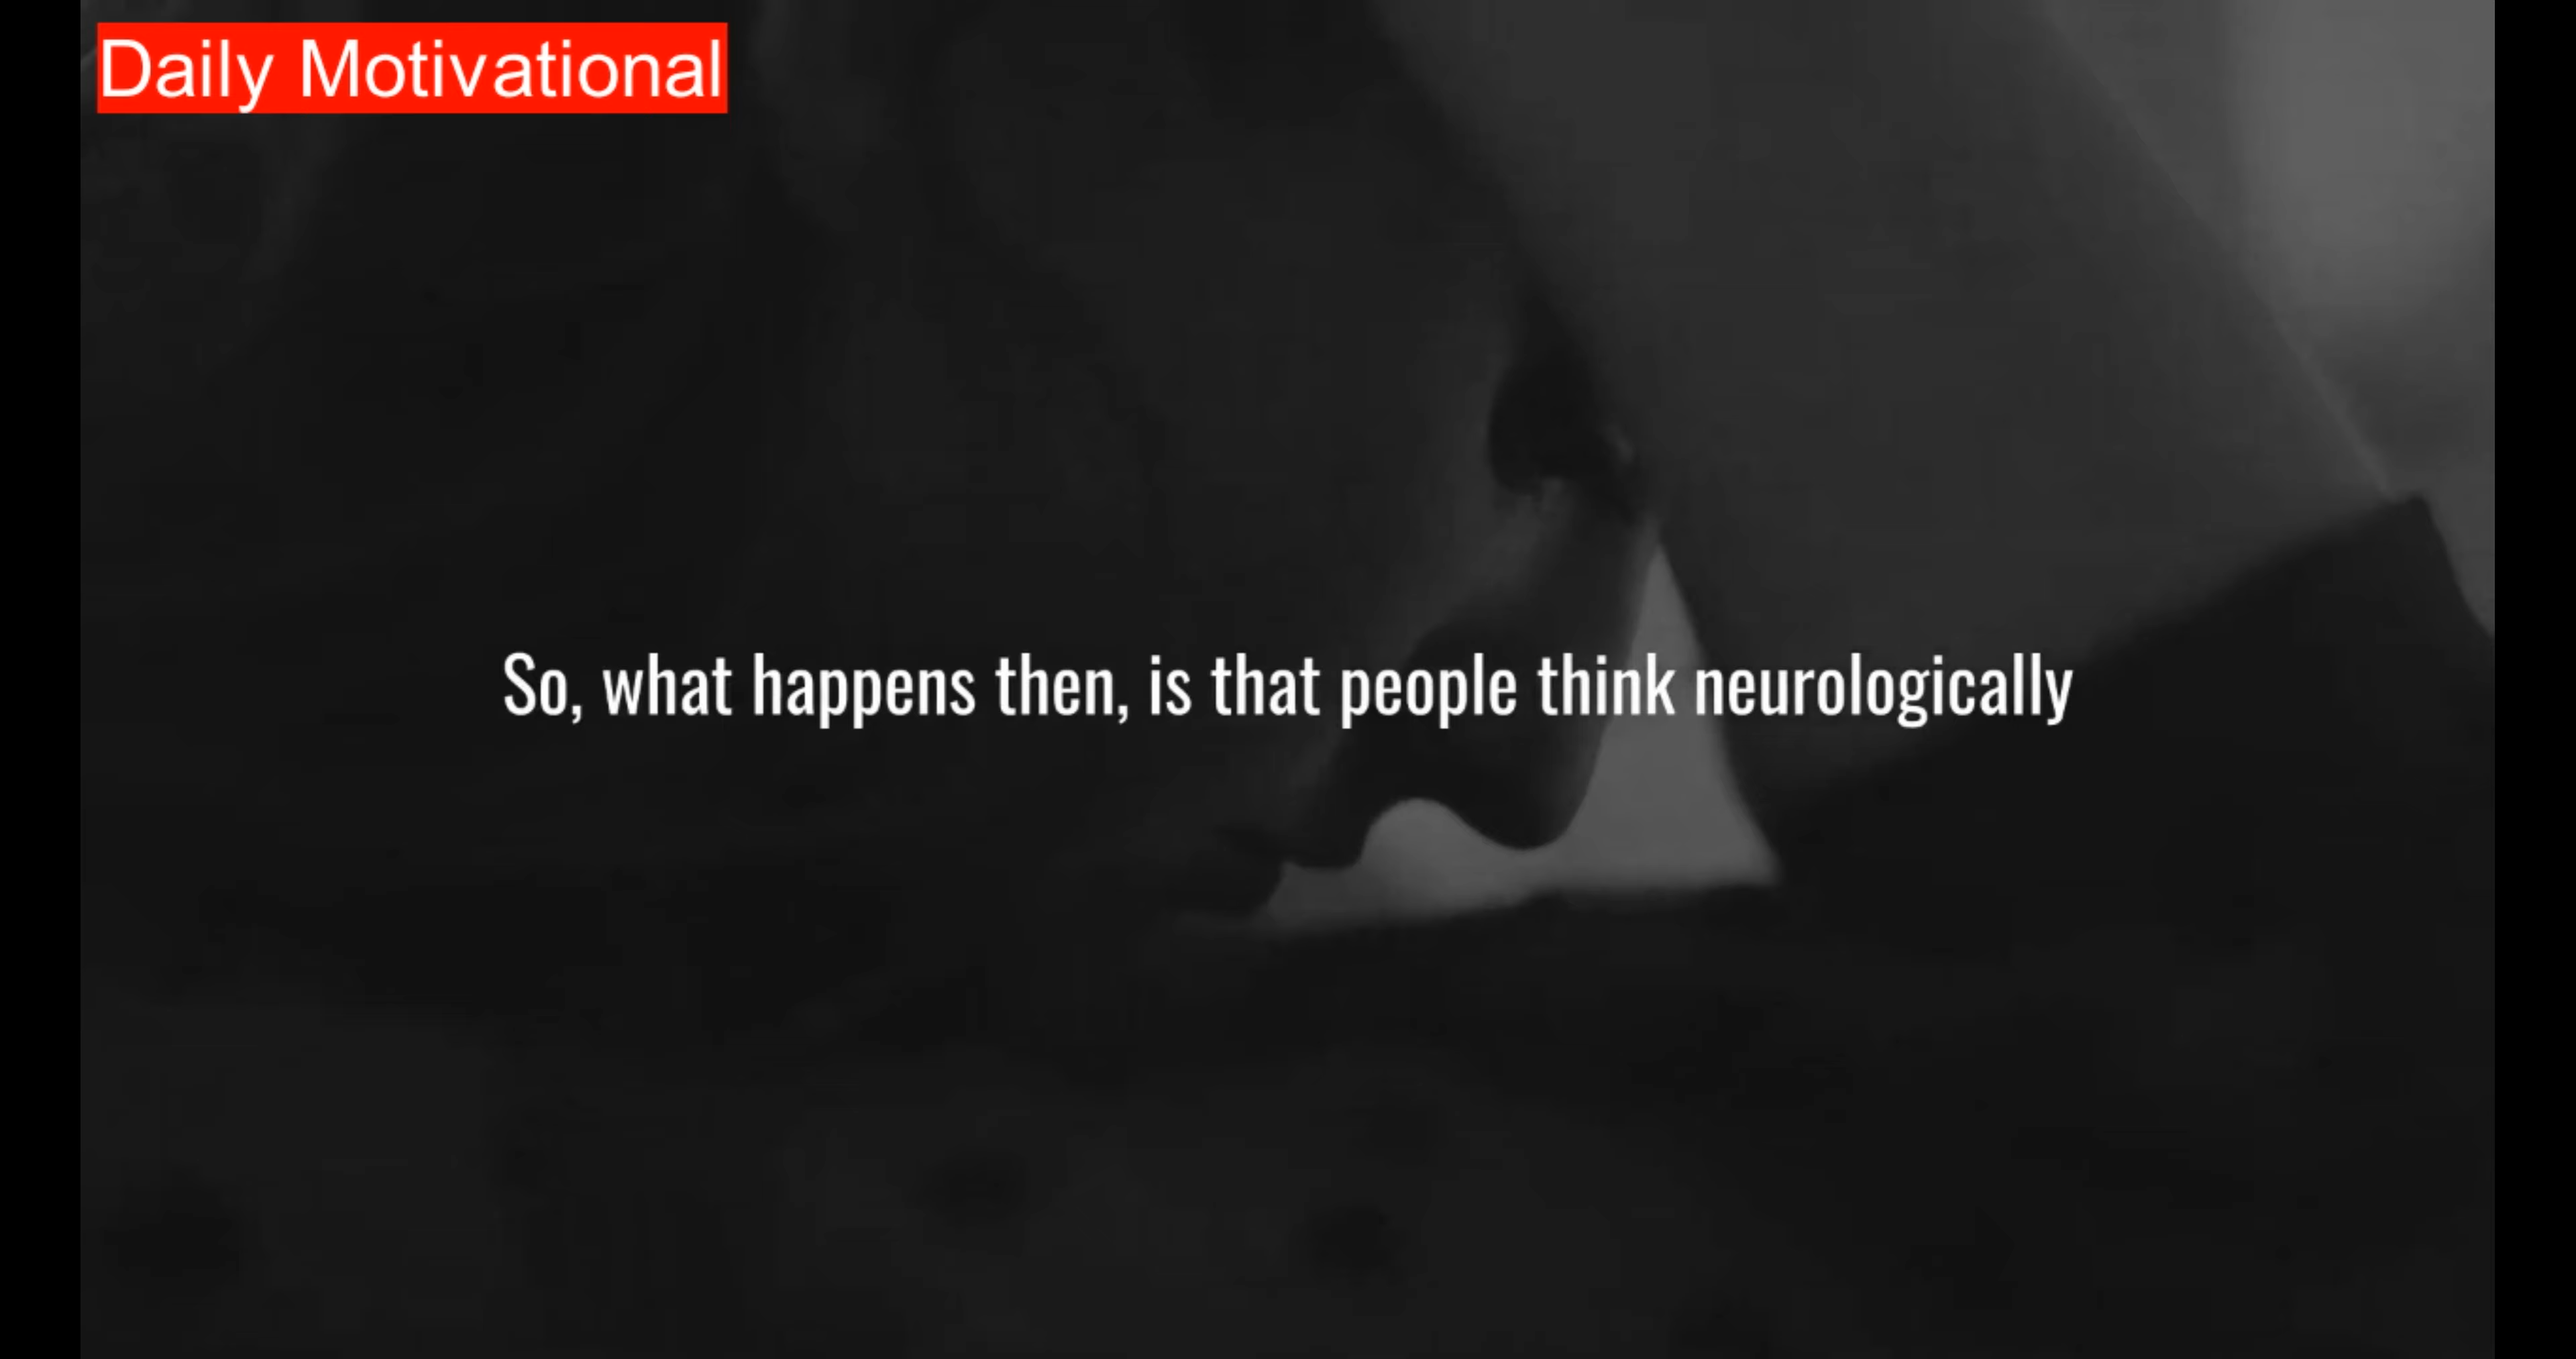 Daily Motivational
So, what happens then, is that people think neurologically